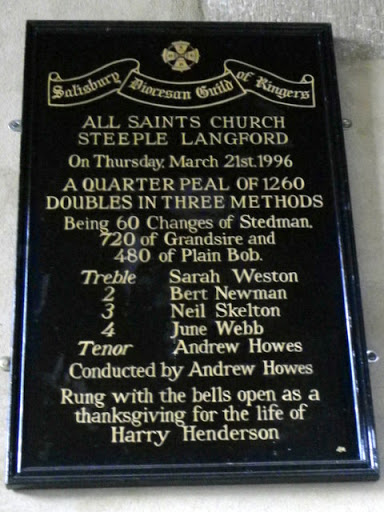 Salisbury Diocesan Guild of Ringers
ALL SAINTS CHURCH
STEEPLE LANGFORD
On Thursday, March 21st, 1996
A QUARTER PEAL OF 1260
DOUBLES IN THREE METHODS
Being 60 Changes of Stedman,
720 of Grandsire and
480 of Plain Bob.
Treble Sarah Weston
2 Bert Newman
3 Neil Skelton
4 June Webb
Tenor Andrew Howes
Conducted by Andrew Howes
Rung with the bells open as a
thanksgiving for the life of
Harry Henderson